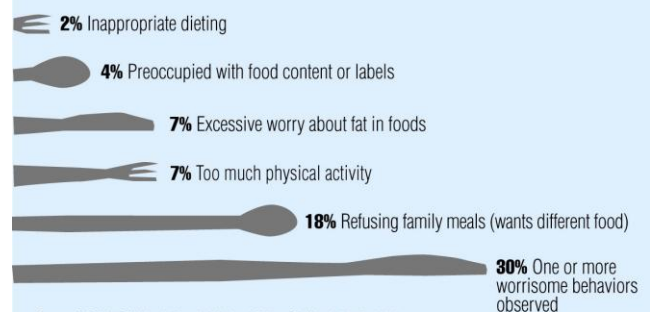 2% Inappropriate dieting
4% Preoccupied with food content or labels
7% Excessive worry about fat in foods
7% Too much physical activity
18% Refusing family meals (wants different food)
30% One or more
worrisome behaviors
observed